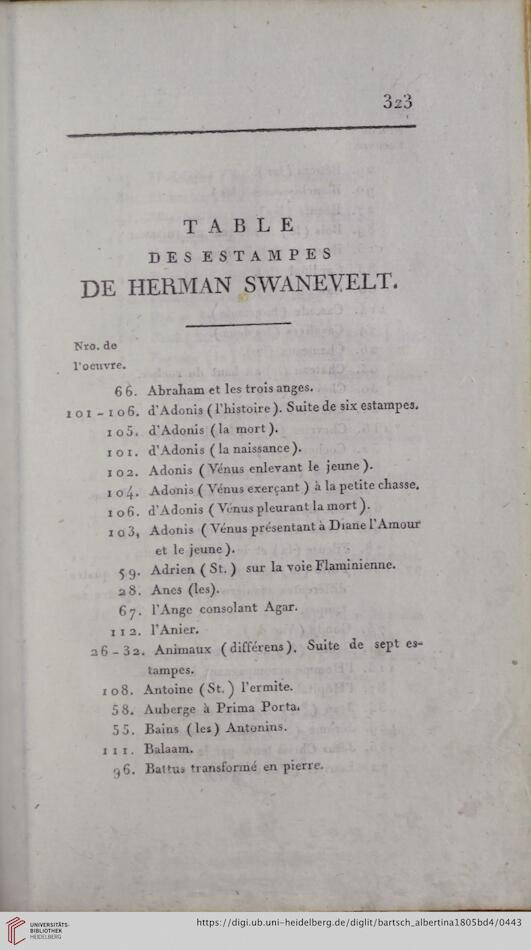 323
TABLE
DES ESTAMPES
DE HERMAN SWANEVELT.
Nro. de
l'oeuvre.
66. Abraham et les trois anges.
101-106. d'Adonis (l'histoire). Suite de six estampes.
105. d'Adonis (la mort).
101. d'Adonis (la naissance).
102. Adonis (Vénus enlevant le jeune).
104. Adonis (Vénus exerçant) à la petite chasse.
106. d'Adonis (Vénus pleurant la mort).
103, Adonis (Vénus présentant à Diane l'Amour
et le jeune).
59. Adrien (St.) sur la voie Flaminienne.
28. Anes (les).
67. l'Ange consolant Agar.
112. l'Anier.
26-32. Animaux (différens). Suite de sept es-
tampes.
108. Antoine (St.) l'ermite.
58. Auberge à Prima Porta.
55. Bains (les) Antonins.
111. Balaam.
96. Battus transformé en pierre.
UNIVERSITÄTS-
BIBLIOTHEK
HEIDELBERG
https://digi.ub.uni-heidelberg.de/diglit/bartsch_albertina1805bd4/0443